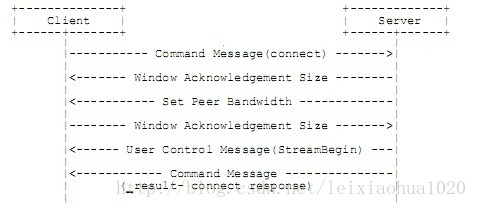 Client Server
Command Message(connect)
Window Acknowledgement Size
Set Peer Bandwidth
Window Acknowledgement Size
User Control Message(StreamBegin)
Command Message
(_result- connect response)
http://blog.csdn.net/leixiaohua1020